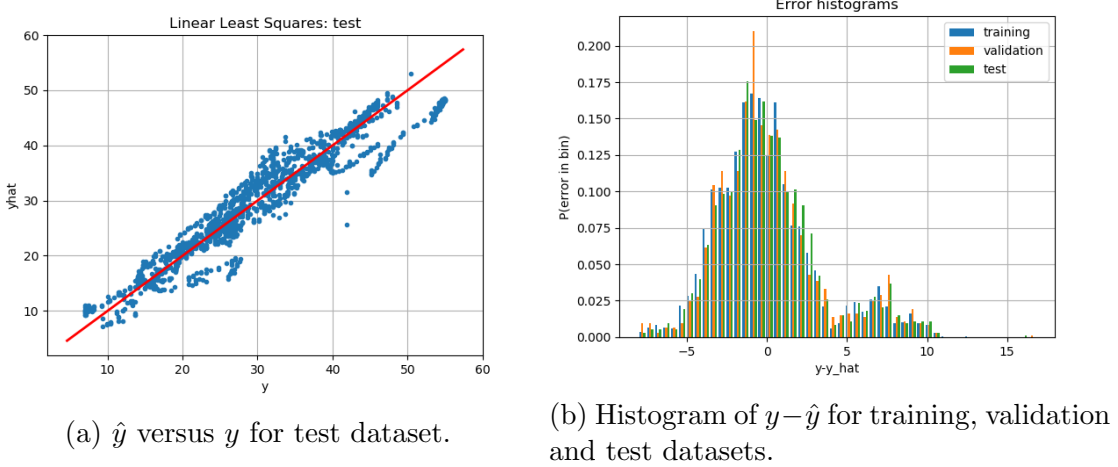 Linear Least Squares: test
60
50
40
30
20
10
yhat
10
20
30
40
50
60
y
(a) ŷ versus y for test dataset.
Error histograms
training
validation
test
0.200
0.175
0.150
0.125
0.100
0.075
0.050
0.025
0.000
P(error in bin)
−5
0
5
10
15
y-y_hat
(b) Histogram of y−ŷ for training, validation
and test datasets.